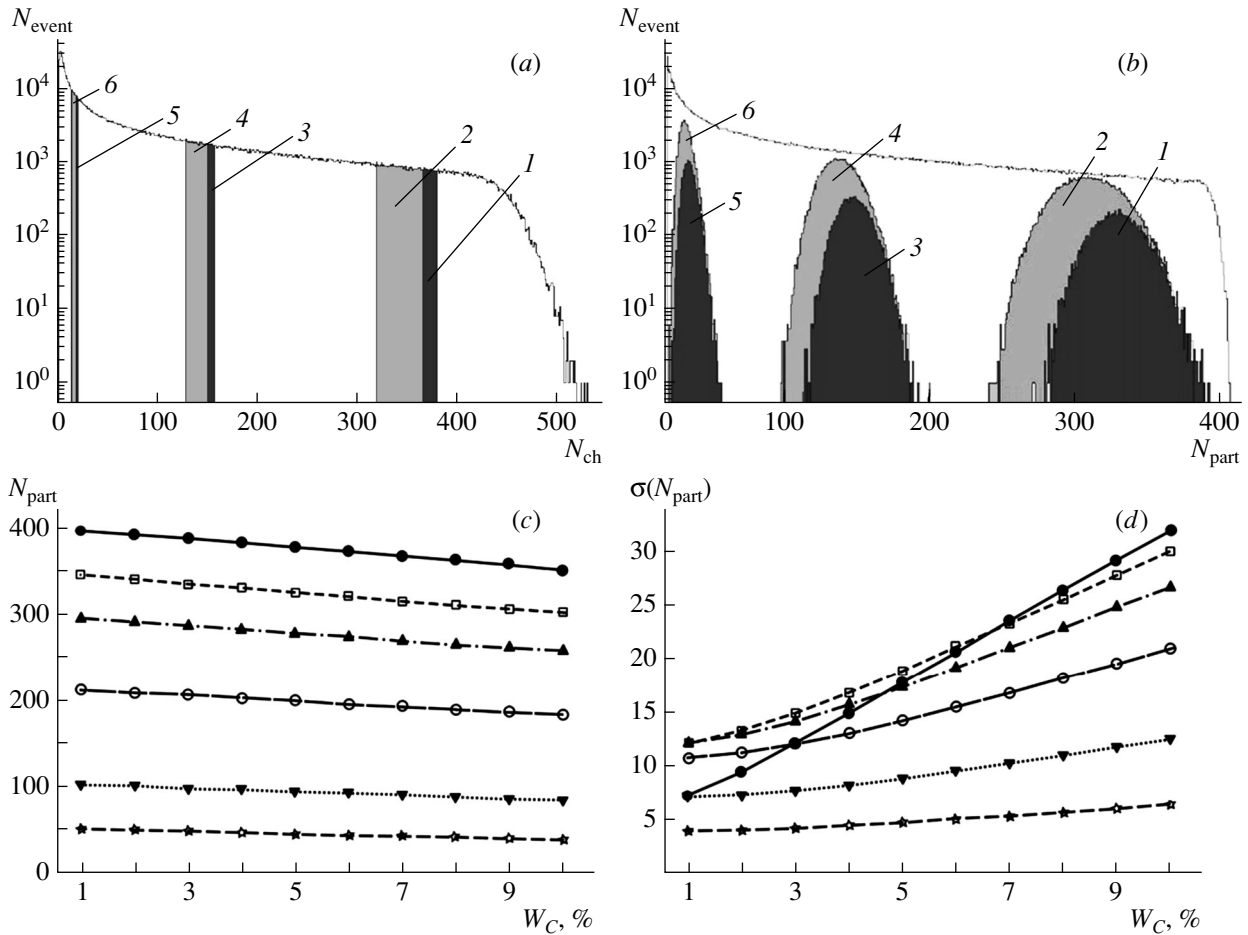 N_event
(a)
10^4
10^3
10^2
10^1
10^0
6
5
4
3
2
1
0 100 200 300 400 500
N_ch
N_event
(b)
10^4
10^3
10^2
10^1
10^0
6
5
4
3
2
1
0 100 200 300 400
N_part
N_part
(c)
400
300
200
100
0
1 3 5 7 9
W_C, %
σ(N_part)
(d)
30
25
20
15
10
5
1 3 5 7 9
W_C, %